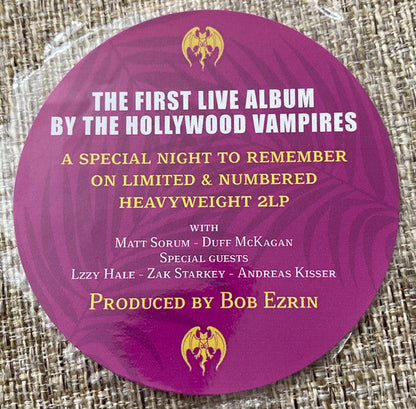 THE FIRST LIVE ALBUM
BY THE HOLLYWOOD VAMPIRES
A SPECIAL NIGHT TO REMEMBER
ON LIMITED & NUMBERED
HEAVYWEIGHT 2LP
WITH
MATT SORUM - DUFF MCKAGAN
SPECIAL GUESTS
LZZY HALE - ZAK STARKEY - ANDREAS KISSER
PRODUCED BY BOB EZRIN